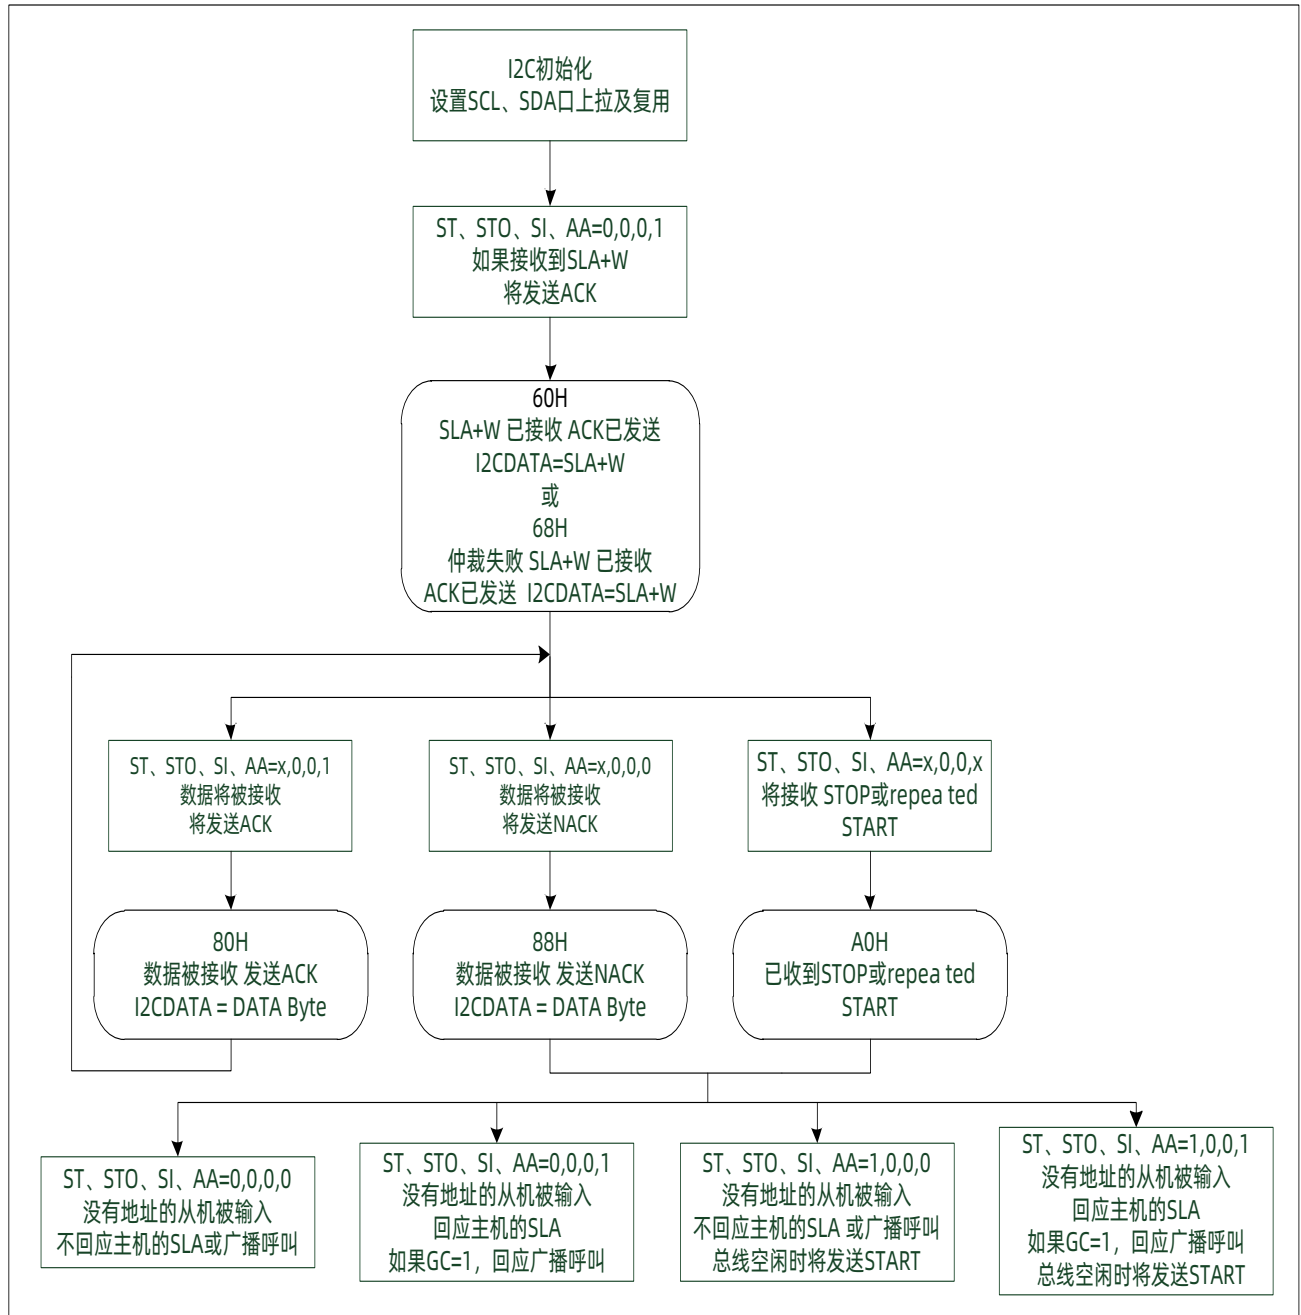 I2C初始化
设置SCL、SDA口上拉及复用
ST、STO、SI、AA=0,0,0,1
如果接收到SLA+W
将发送ACK
60H
SLA+W 已接收 ACK已发送
I2CDATA=SLA+W
或
68H
仲裁失败 SLA+W 已接收
ACK已发送 I2CDATA=SLA+W
ST、STO、SI、AA=x,0,0,1
数据将被接收
将发送ACK
ST、STO、SI、AA=x,0,0,0
数据将被接收
将发送NACK
ST、STO、SI、AA=x,0,0,x
将接收 STOP或repea ted
START
80H
数据被接收 发送ACK
I2CDATA = DATA Byte
88H
数据被接收 发送NACK
I2CDATA = DATA Byte
A0H
已收到STOP或repea ted
START
ST、STO、SI、AA=0,0,0,0
没有地址的从机被输入
不回应主机的SLA或广播呼叫
ST、STO、SI、AA=0,0,0,1
没有地址的从机被输入
回应主机的SLA
如果GC=1，回应广播呼叫
ST、STO、SI、AA=1,0,0,0
没有地址的从机被输入
不回应主机的SLA 或广播呼叫
总线空闲时将发送START
ST、STO、SI、AA=1,0,0,1
没有地址的从机被输入
回应主机的SLA
如果GC=1，回应广播呼叫
总线空闲时将发送START